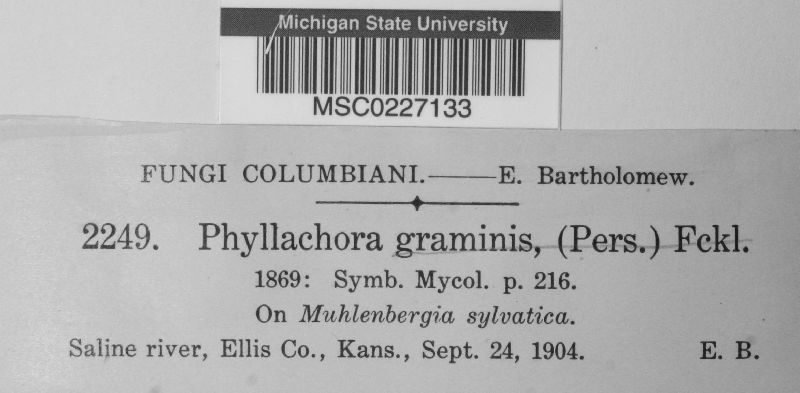 Michigan State University
MSC0227133
FUNGI COLUMBIANI.——E. Bartholomew.
2249. Phyllachora graminis, (Pers.) Fckl.
1869: Symb. Mycol. p. 216.
On Muhlenbergia sylvatica.
Saline river, Ellis Co., Kans., Sept. 24, 1904. E. B.